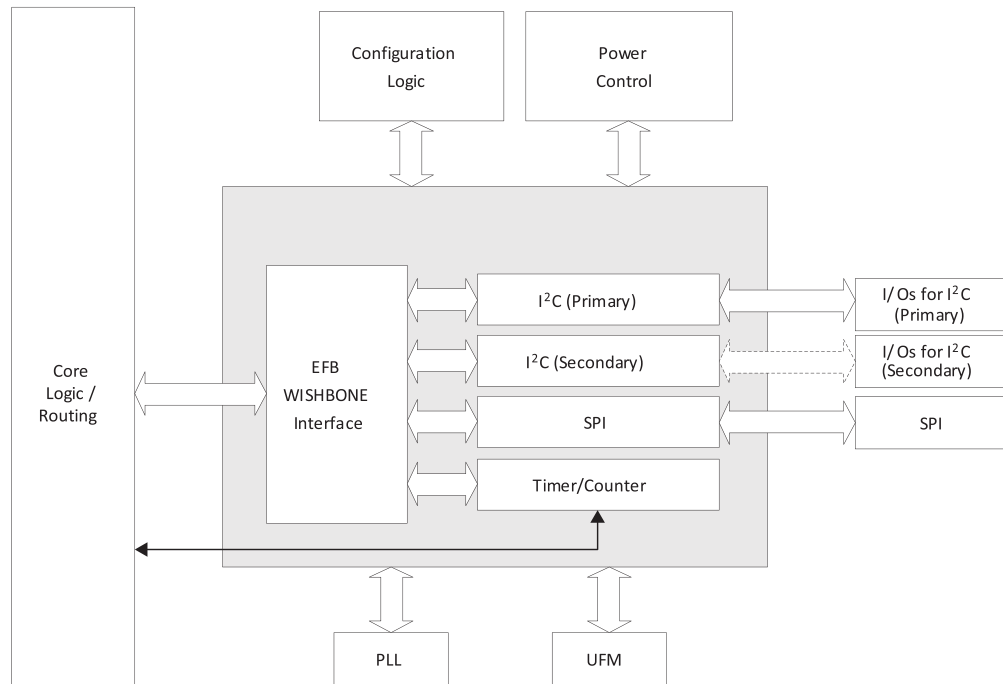 Configuration
Logic
Power
Control
Core
Logic /
Routing
EFB
WISHBONE
Interface
I²C (Primary)
I²C (Secondary)
SPI
Timer/Counter
I/Os for I²C
(Primary)
I/Os for I²C
(Secondary)
SPI
PLL
UFM